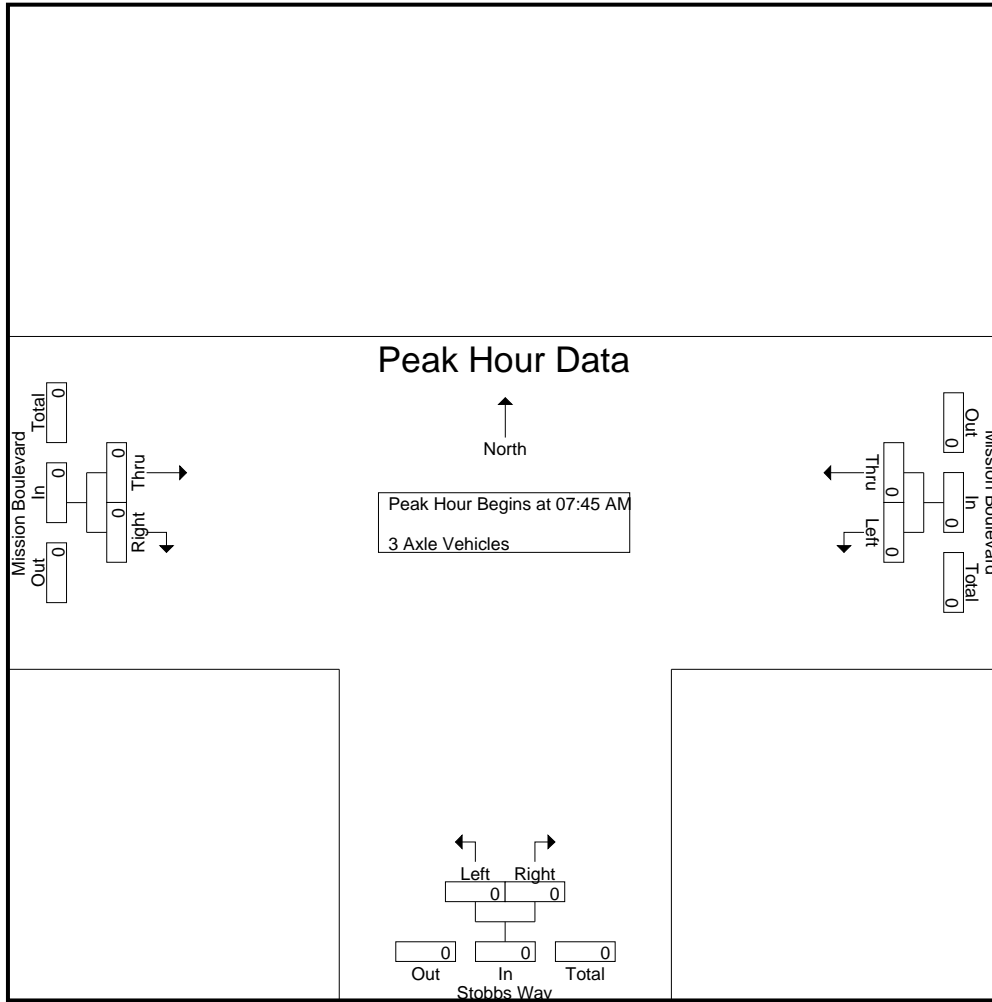 Peak Hour Data
North
Peak Hour Begins at 07:45 AM
3 Axle Vehicles
Mission Boulevard
Total
0
In
0
Out
0
Thru
0
Right
0
Out
0
In
0
Total
0
Mission Boulevard
Thru
0
Left
0
Left
0
Right
0
Out
0
In
0
Total
0
Stobbs Way